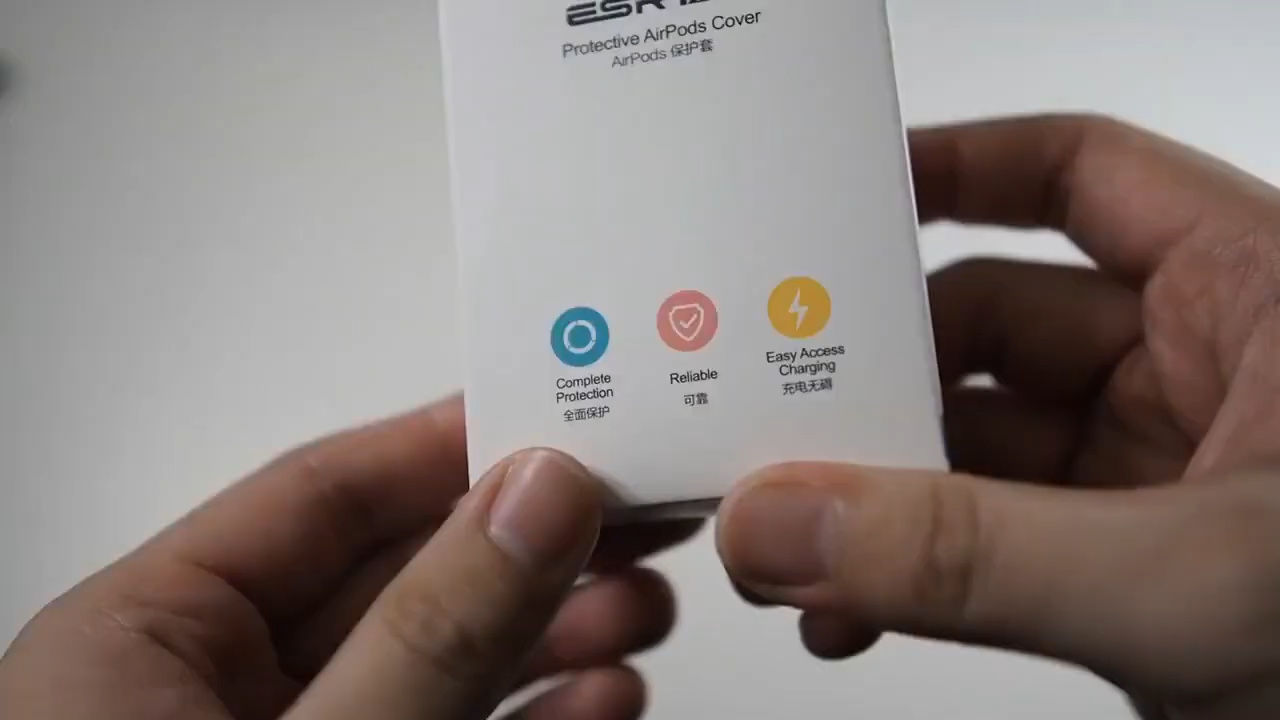 ESR
Protective AirPods Cover
AirPods 保护套
Complete
Protection
全面保护
Reliable
可靠
Easy Access
Charging
充电无碍